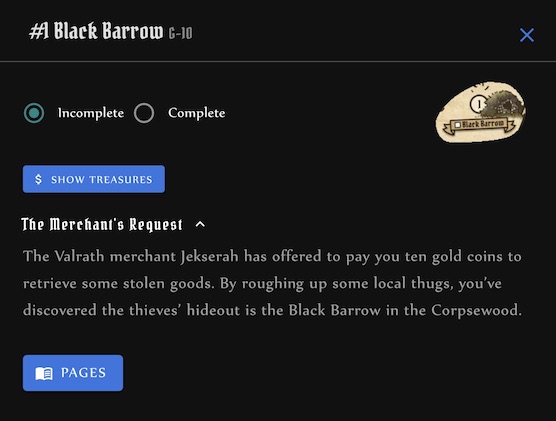 #1 Black Barrow G-10
Incomplete
Complete
1
Black Barrow
$ SHOW TREASURES
The Merchant's Request
The Valrath merchant Jekserah has offered to pay you ten gold coins to
retrieve some stolen goods. By roughing up some local thugs, you've
discovered the thieves' hideout is the Black Barrow in the Corpsewood.
PAGES